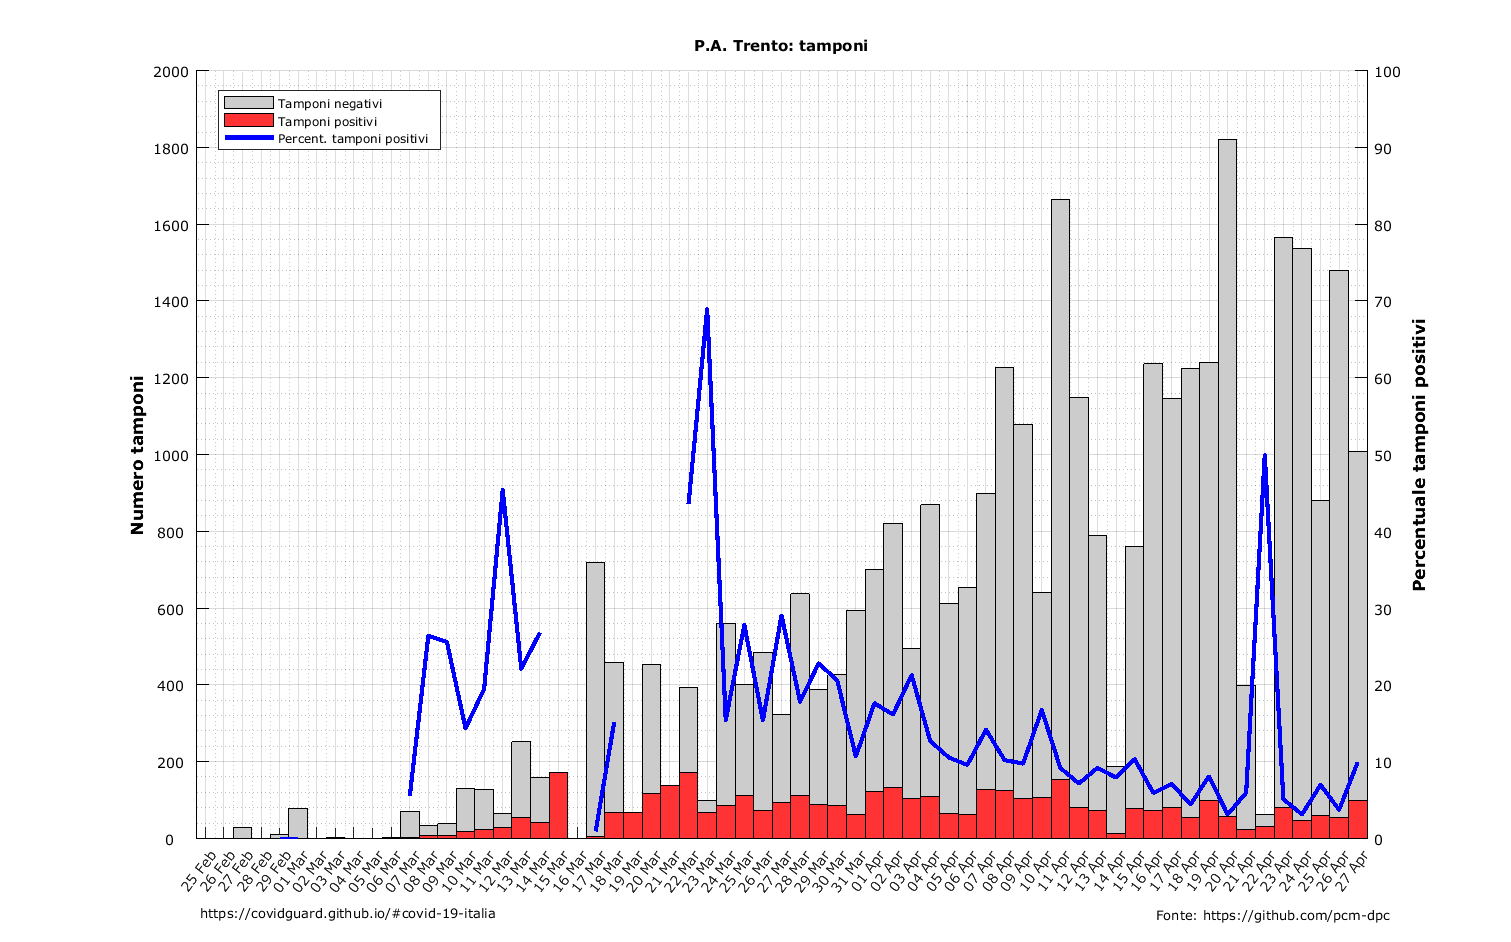 P.A. Trento: tamponi
Tamponi negativi
Tamponi positivi
Percent. tamponi positivi
Numero tamponi
2000
1800
1600
1400
1200
1000
800
600
400
200
0
Percentuale tamponi positivi
100
90
80
70
60
50
40
30
20
10
0
25 Feb
26 Feb
27 Feb
28 Feb
29 Feb
01 Mar
02 Mar
03 Mar
04 Mar
05 Mar
06 Mar
07 Mar
08 Mar
09 Mar
10 Mar
11 Mar
12 Mar
13 Mar
14 Mar
15 Mar
16 Mar
17 Mar
18 Mar
19 Mar
20 Mar
21 Mar
22 Mar
23 Mar
24 Mar
25 Mar
26 Mar
27 Mar
28 Mar
29 Mar
30 Mar
31 Mar
01 Apr
02 Apr
03 Apr
04 Apr
05 Apr
06 Apr
07 Apr
08 Apr
09 Apr
10 Apr
11 Apr
12 Apr
13 Apr
14 Apr
15 Apr
16 Apr
17 Apr
18 Apr
19 Apr
20 Apr
21 Apr
22 Apr
23 Apr
24 Apr
25 Apr
26 Apr
27 Apr
https://covidguard.github.io/#covid-19-italia
Fonte: https://github.com/pcm-dpc